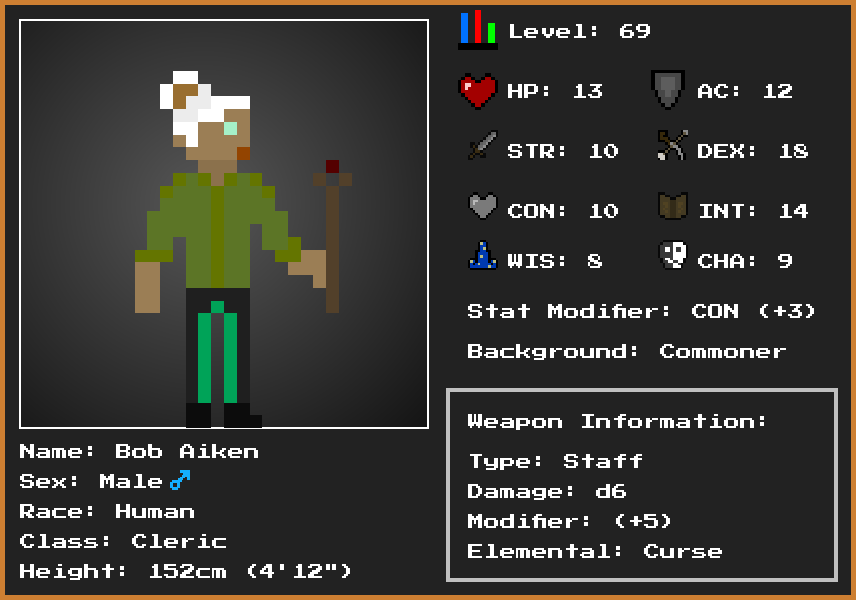 Level: 69
HP: 13 AC: 12
STR: 10 DEX: 18
CON: 10 INT: 14
WIS: 8 CHA: 9
Stat Modifier: CON (+3)
Background: Commoner
Weapon Information:
Type: Staff
Damage: d6
Modifier: (+5)
Elemental: Curse
Name: Bob Aiken
Sex: Male ♂
Race: Human
Class: Cleric
Height: 152cm (4'12")